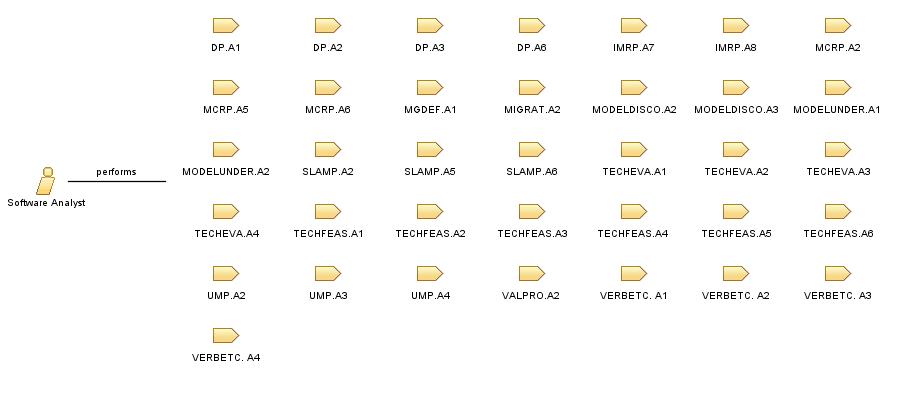 DP.A1 DP.A2 DP.A3 DP.A6 IMRP.A7 IMRP.A8 MCRP.A2
MCRP.A5 MCRP.A6 MGDEF.A1 MIGRAT.A2 MODELDISCO.A2 MODELDISCO.A3 MODELUNDER.A1
performs
MODELUNDER.A2 SLAMP.A2 SLAMP.A5 SLAMP.A6 TECHEVA.A1 TECHEVA.A2 TECHEVA.A3
Software Analyst
TECHEVA.A4 TECHFEAS.A1 TECHFEAS.A2 TECHFEAS.A3 TECHFEAS.A4 TECHFEAS.A5 TECHFEAS.A6
UMP.A2 UMP.A3 UMP.A4 VALPRO.A2 VERBETC. A1 VERBETC. A2 VERBETC. A3
VERBETC. A4